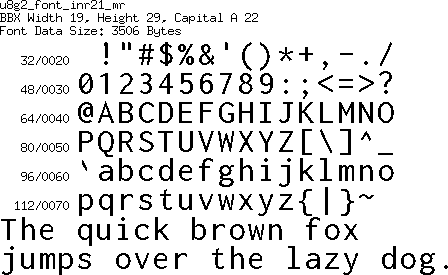 u8g2_font_inr21_mr
BBX Width 19, Height 29, Capital A 22
Font Data Size: 3506 Bytes
32/0020 !"#$%&'()*+,-./
48/0030 0123456789:;<=>?
64/0040 @ABCDEFGHIJKLMNO
80/0050 PQRSTUVWXYZ[\]^_
96/0060 `abcdefghijklmno
112/0070 pqrstuvwxyz{|}~
The quick brown fox
jumps over the lazy dog.